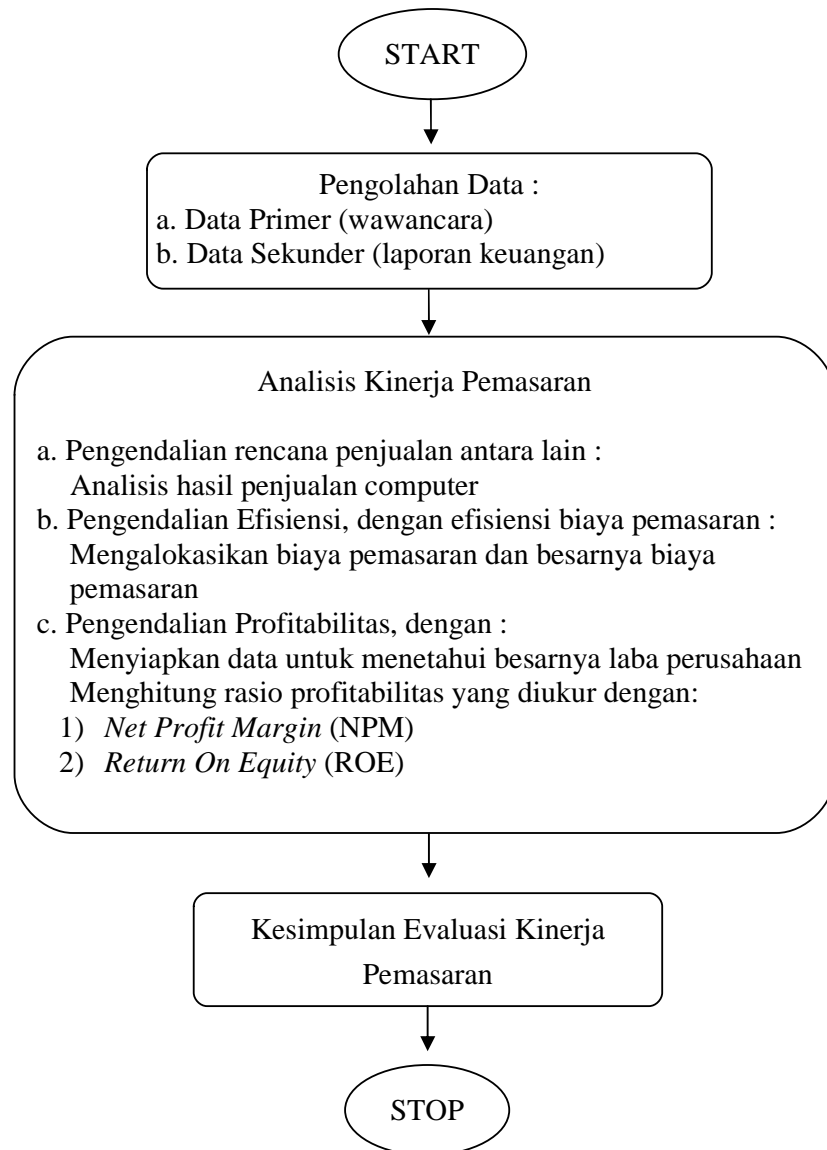 START
Pengolahan Data :
a. Data Primer (wawancara)
b. Data Sekunder (laporan keuangan)
Analisis Kinerja Pemasaran
a. Pengendalian rencana penjualan antara lain :
Analisis hasil penjualan computer
b. Pengendalian Efisiensi, dengan efisiensi biaya pemasaran :
Mengalokasikan biaya pemasaran dan besarnya biaya
pemasaran
c. Pengendalian Profitabilitas, dengan :
Menyiapkan data untuk menetahui besarnya laba perusahaan
Menghitung rasio profitabilitas yang diukur dengan:
1) Net Profit Margin (NPM)
2) Return On Equity (ROE)
Kesimpulan Evaluasi Kinerja
Pemasaran
STOP